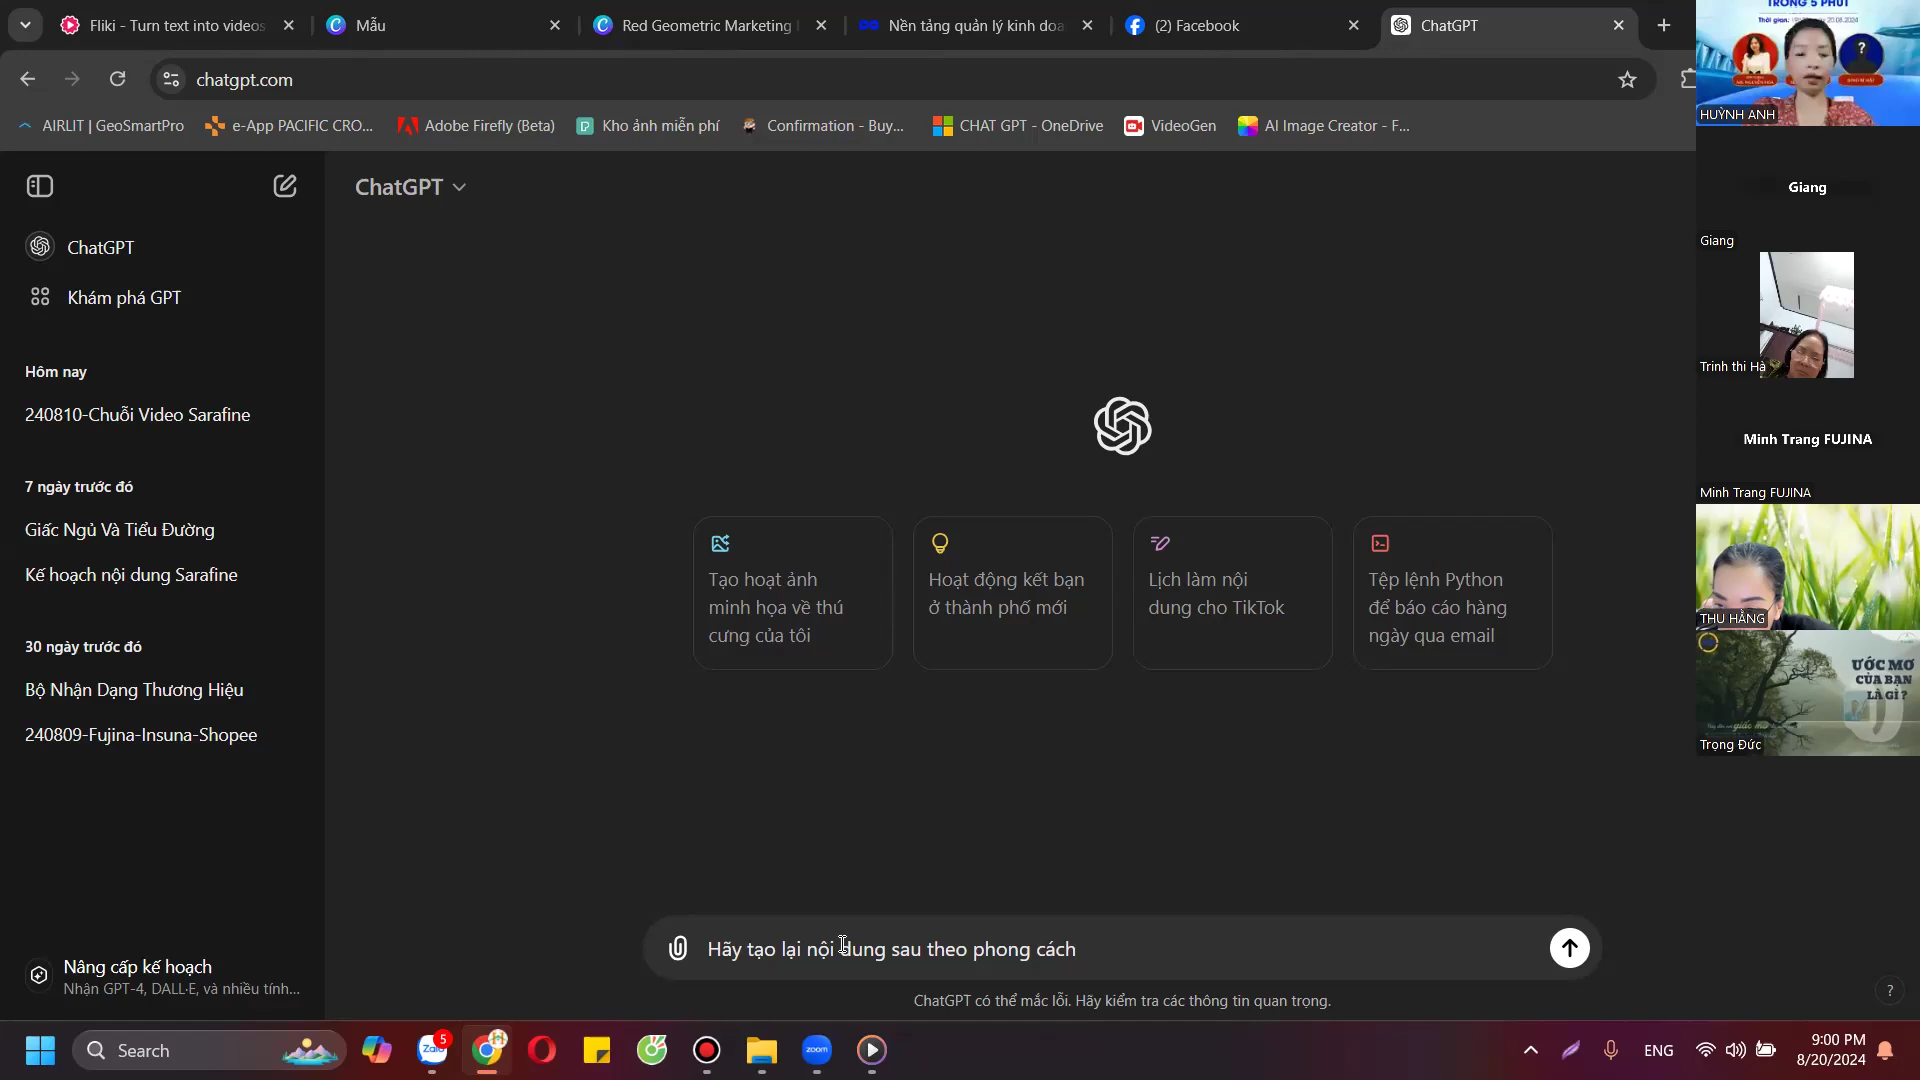 Fliki - Turn text into videos
Mẫu
Red Geometric Marketing
Nền tảng quản lý kinh doa
(2) Facebook
ChatGPT
chatgpt.com
AIRLIT | GeoSmartPro
e-App PACIFIC CRO...
Adobe Firefly (Beta)
Kho ảnh miễn phí
Confirmation - Buy...
CHAT GPT - OneDrive
VideoGen
AI Image Creator - F...
ChatGPT
ChatGPT
Khám phá GPT
Hôm nay
240810-Chuỗi Video Sarafine
7 ngày trước đó
Giấc Ngủ Và Tiểu Đường
Kế hoạch nội dung Sarafine
30 ngày trước đó
Bộ Nhận Dạng Thương Hiệu
240809-Fujina-Insuna-Shopee
Nâng cấp kế hoạch
Nhận GPT-4, DALL·E, và nhiều tính...
Tạo hoạt ảnh
minh họa về thú
cưng của tôi
Hoạt động kết bạn
ở thành phố mới
Lịch làm nội
dung cho TikTok
Tệp lệnh Python
để báo cáo hàng
ngày qua email
Hãy tạo lại nội dung sau theo phong cách
ChatGPT có thể mắc lỗi. Hãy kiểm tra các thông tin quan trọng.
?
TRONG 5 PHÚT
?
HUỲNH ANH
Giang
Giang
Trinh thi Hà
Minh Trang FUJINA
Minh Trang FUJINA
THU HẰNG
ƯỚC MƠ
CỦA BẠN
LÀ GÌ ?
Trọng Đức
Search
Zalo
5
zoom
ENG
9:00 PM
8/20/2024